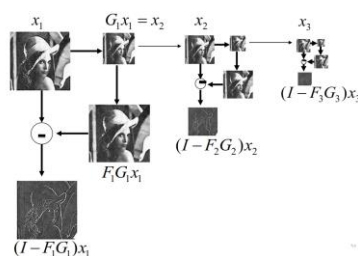 x₁
G₁x₁ = x₂
x₂
x₃
F₁G₁x₁
(I − F₁G₁)x₁
(I − F₂G₂)x₂
(I − F₃G₃)x₃